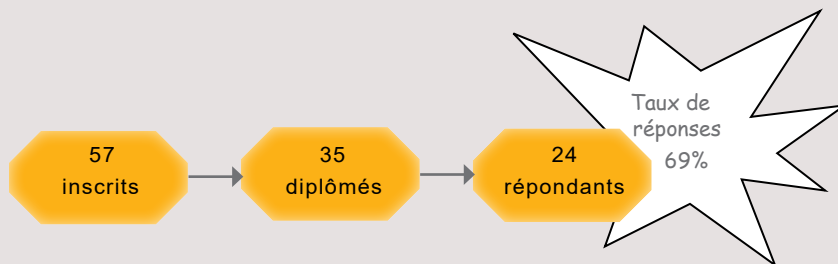 57
inscrits
35
diplômés
24
répondants
Taux de
réponses
69%